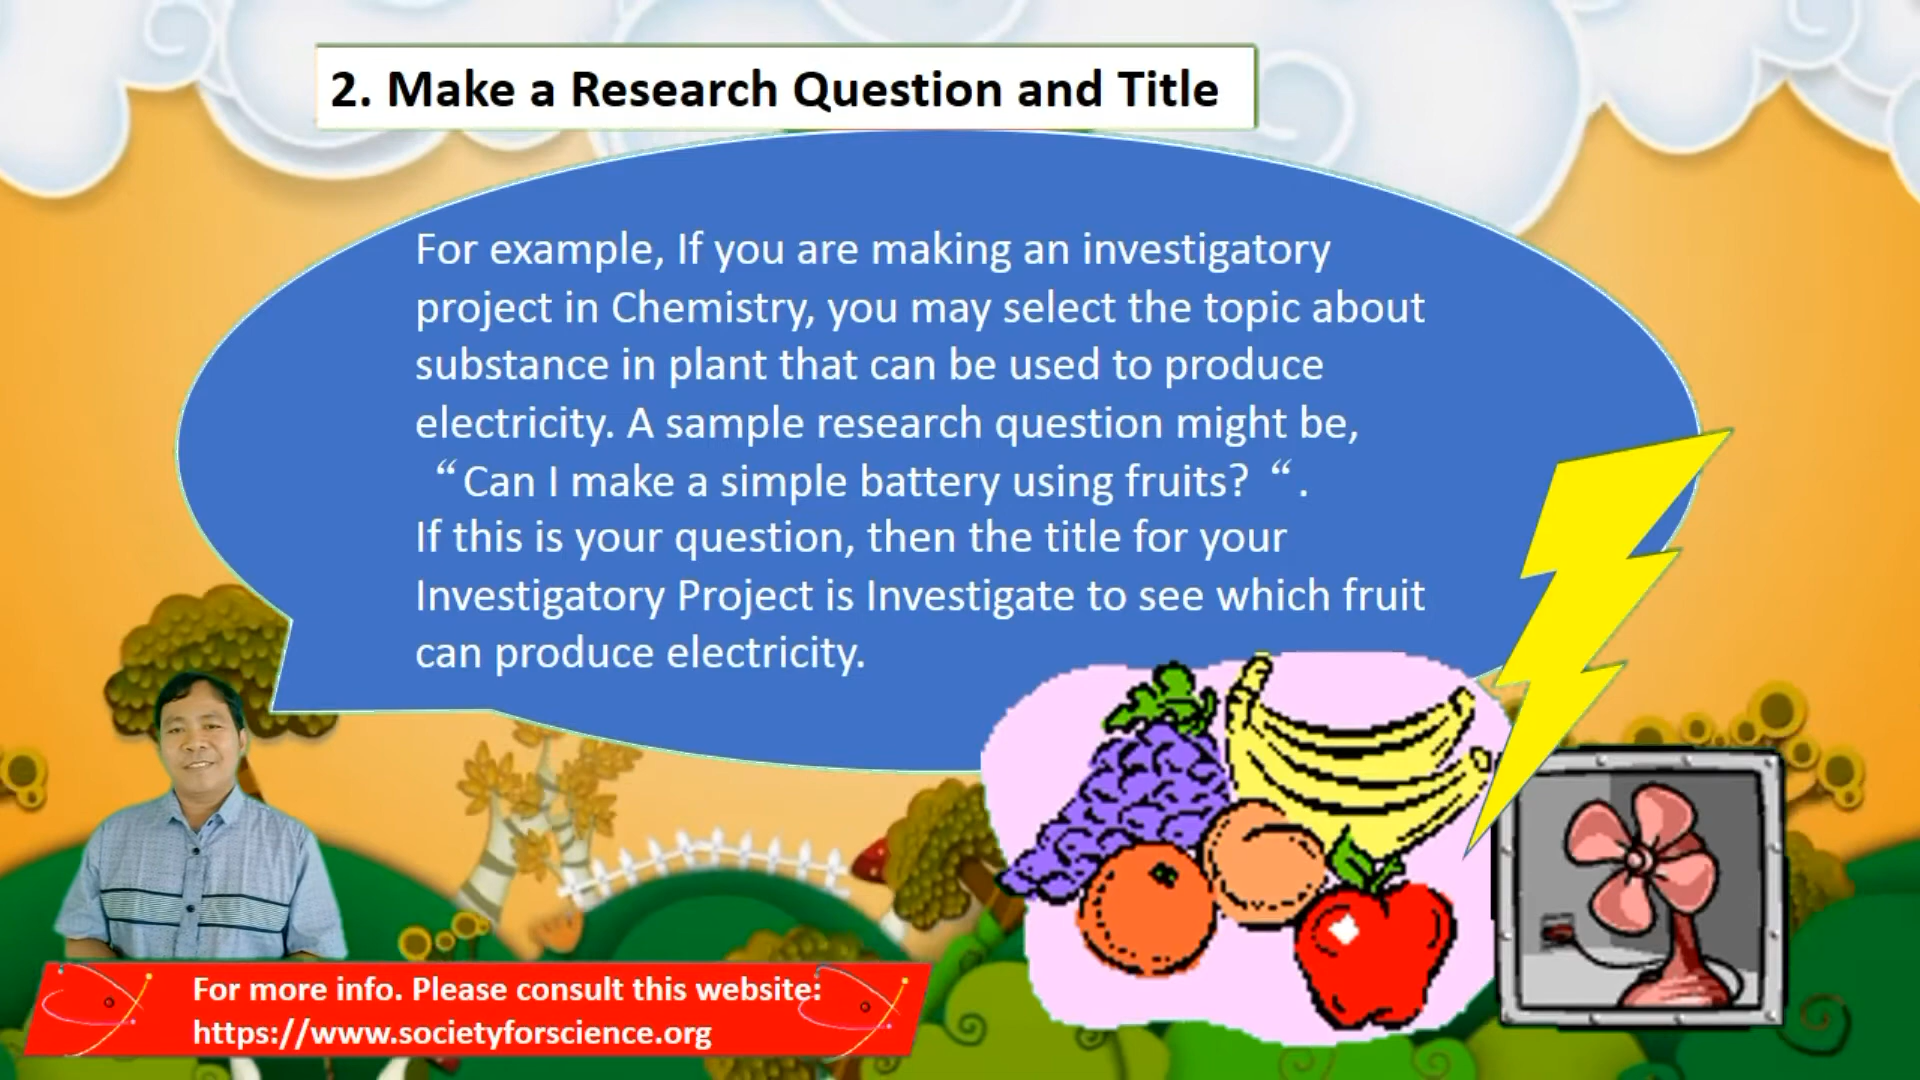 2. Make a Research Question and Title
For example, If you are making an investigatory
project in Chemistry, you may select the topic about
substance in plant that can be used to produce
electricity. A sample research question might be,
“Can I make a simple battery using fruits? “.
If this is your question, then the title for your
Investigatory Project is Investigate to see which fruit
can produce electricity.
For more info. Please consult this website:
https://www.societyforscience.org